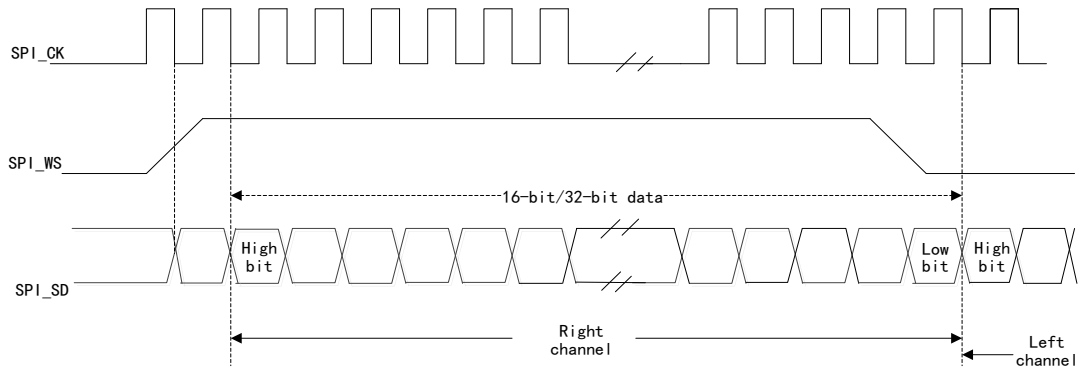 SPI_CK
SPI_WS
16-bit/32-bit data
High
bit
Low
bit
High
bit
SPI_SD
Right
channel
Left
channel